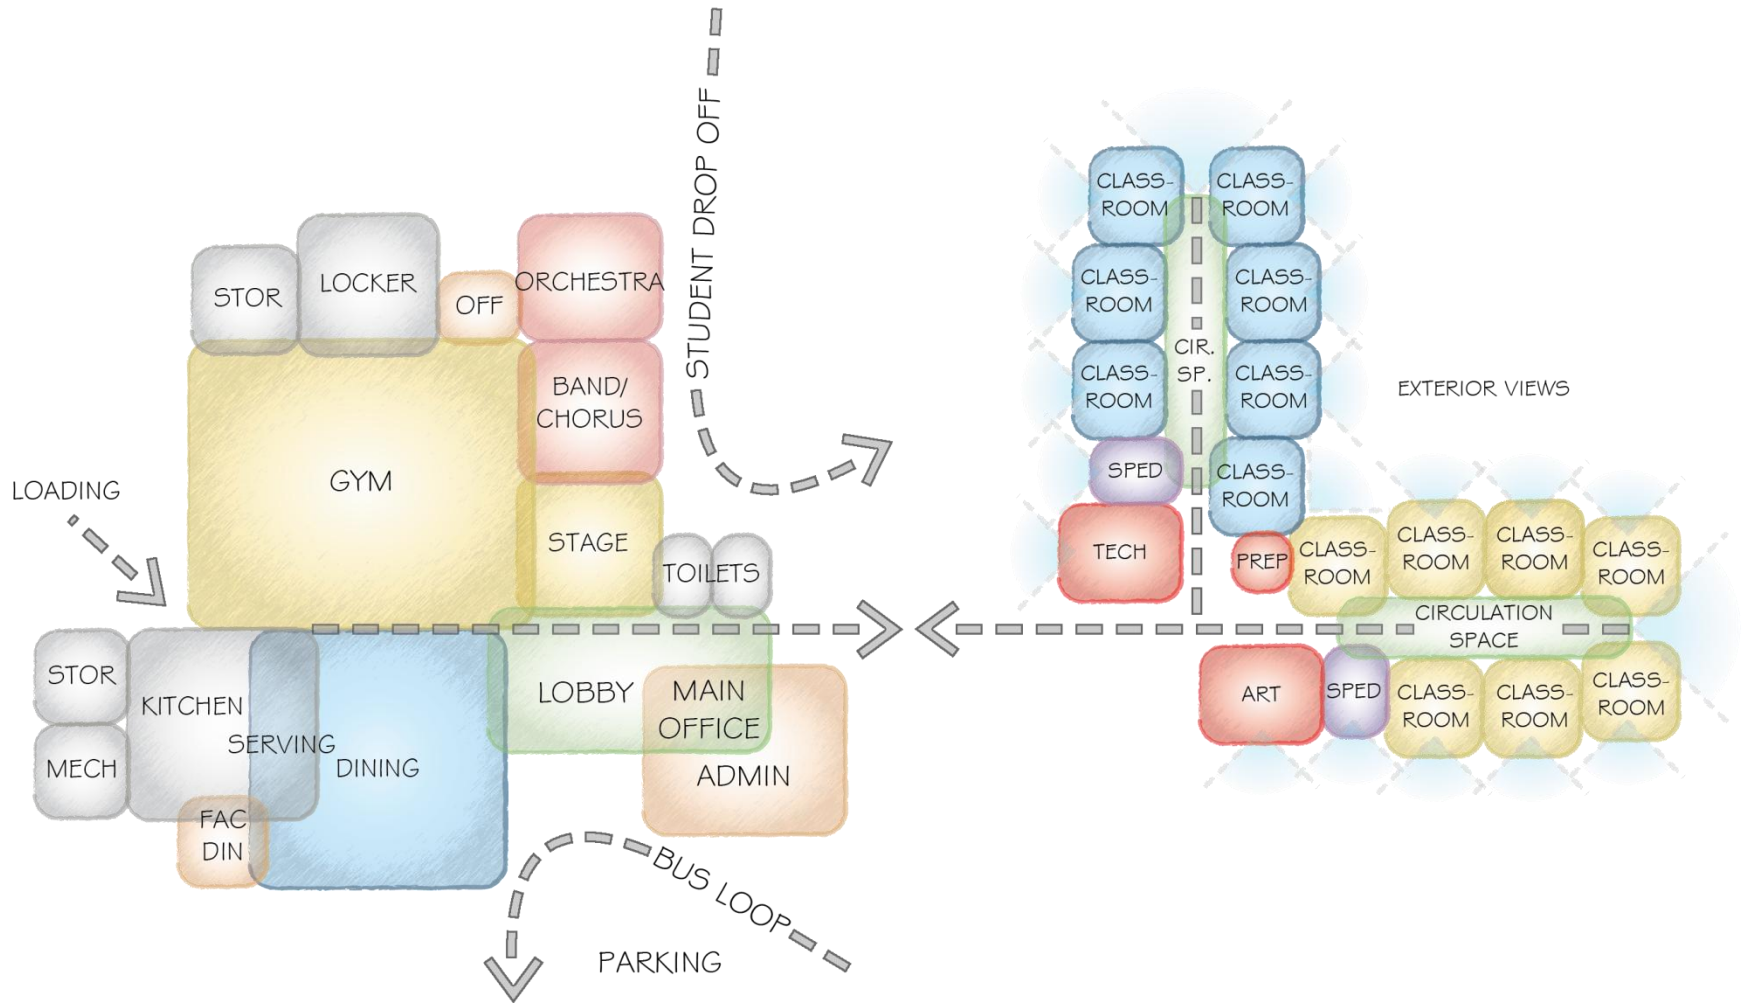 STUDENT DROP OFF
STOR
LOCKER
OFF
ORCHESTRA
BAND/
CHORUS
GYM
STAGE
TOILETS
LOADING
STOR
MECH
KITCHEN
SERVING
DINING
FAC
DIN
LOBBY
MAIN
OFFICE
ADMIN
BUS LOOP
PARKING
CLASS-
ROOM
CLASS-
ROOM
CLASS-
ROOM
CLASS-
ROOM
CIR.
SP.
CLASS-
ROOM
CLASS-
ROOM
EXTERIOR VIEWS
SPED
CLASS-
ROOM
TECH
PREP
CLASS-
ROOM
CLASS-
ROOM
CLASS-
ROOM
CLASS-
ROOM
CIRCULATION
SPACE
ART
SPED
CLASS-
ROOM
CLASS-
ROOM
CLASS-
ROOM